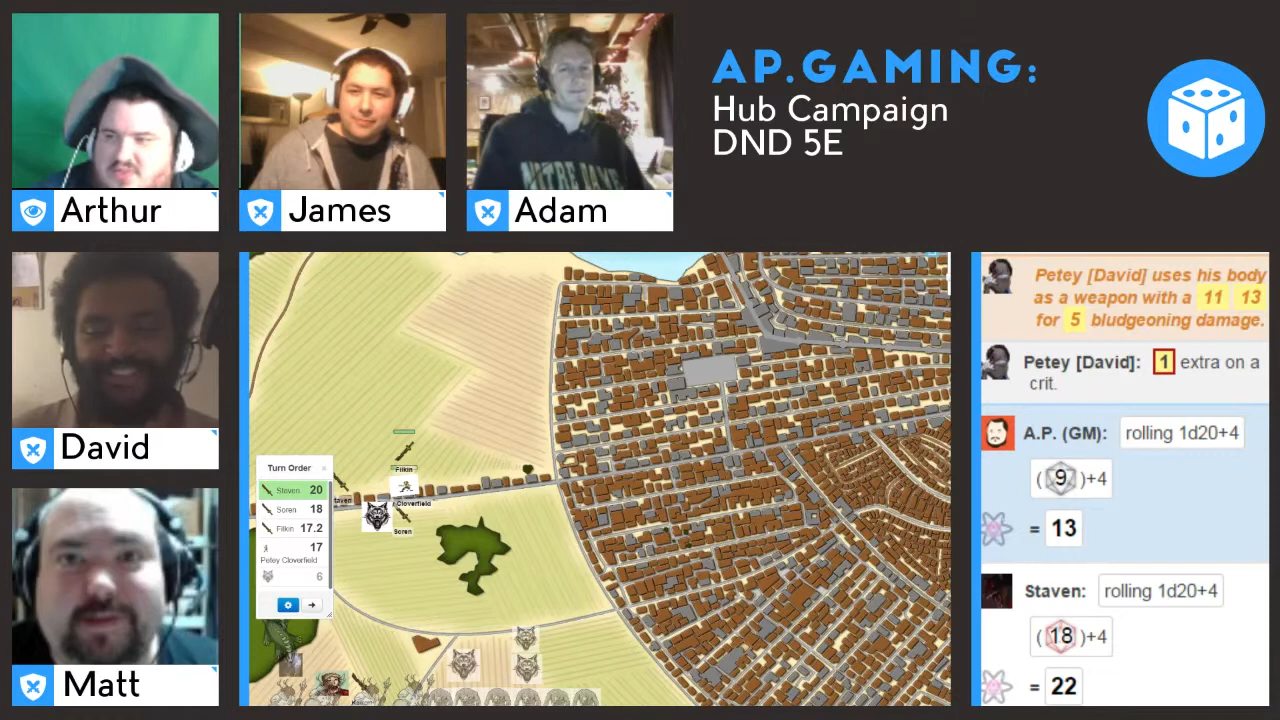 AP.GAMING:
Hub Campaign
DND 5E
Arthur
James
Adam
David
Matt
Turn Order
Staven 20
Soren 18
Filkin 17.2
17
Petey Cloverfield
6
Filkin
Cloverfield
Soren
Petey [David] uses his body
as a weapon with a 11 13
for 5 bludgeoning damage.
Petey [David]: 1 extra on a
crit.
A.P. (GM): rolling 1d20+4
(9)+4
= 13
Staven: rolling 1d20+4
(18)+4
= 22